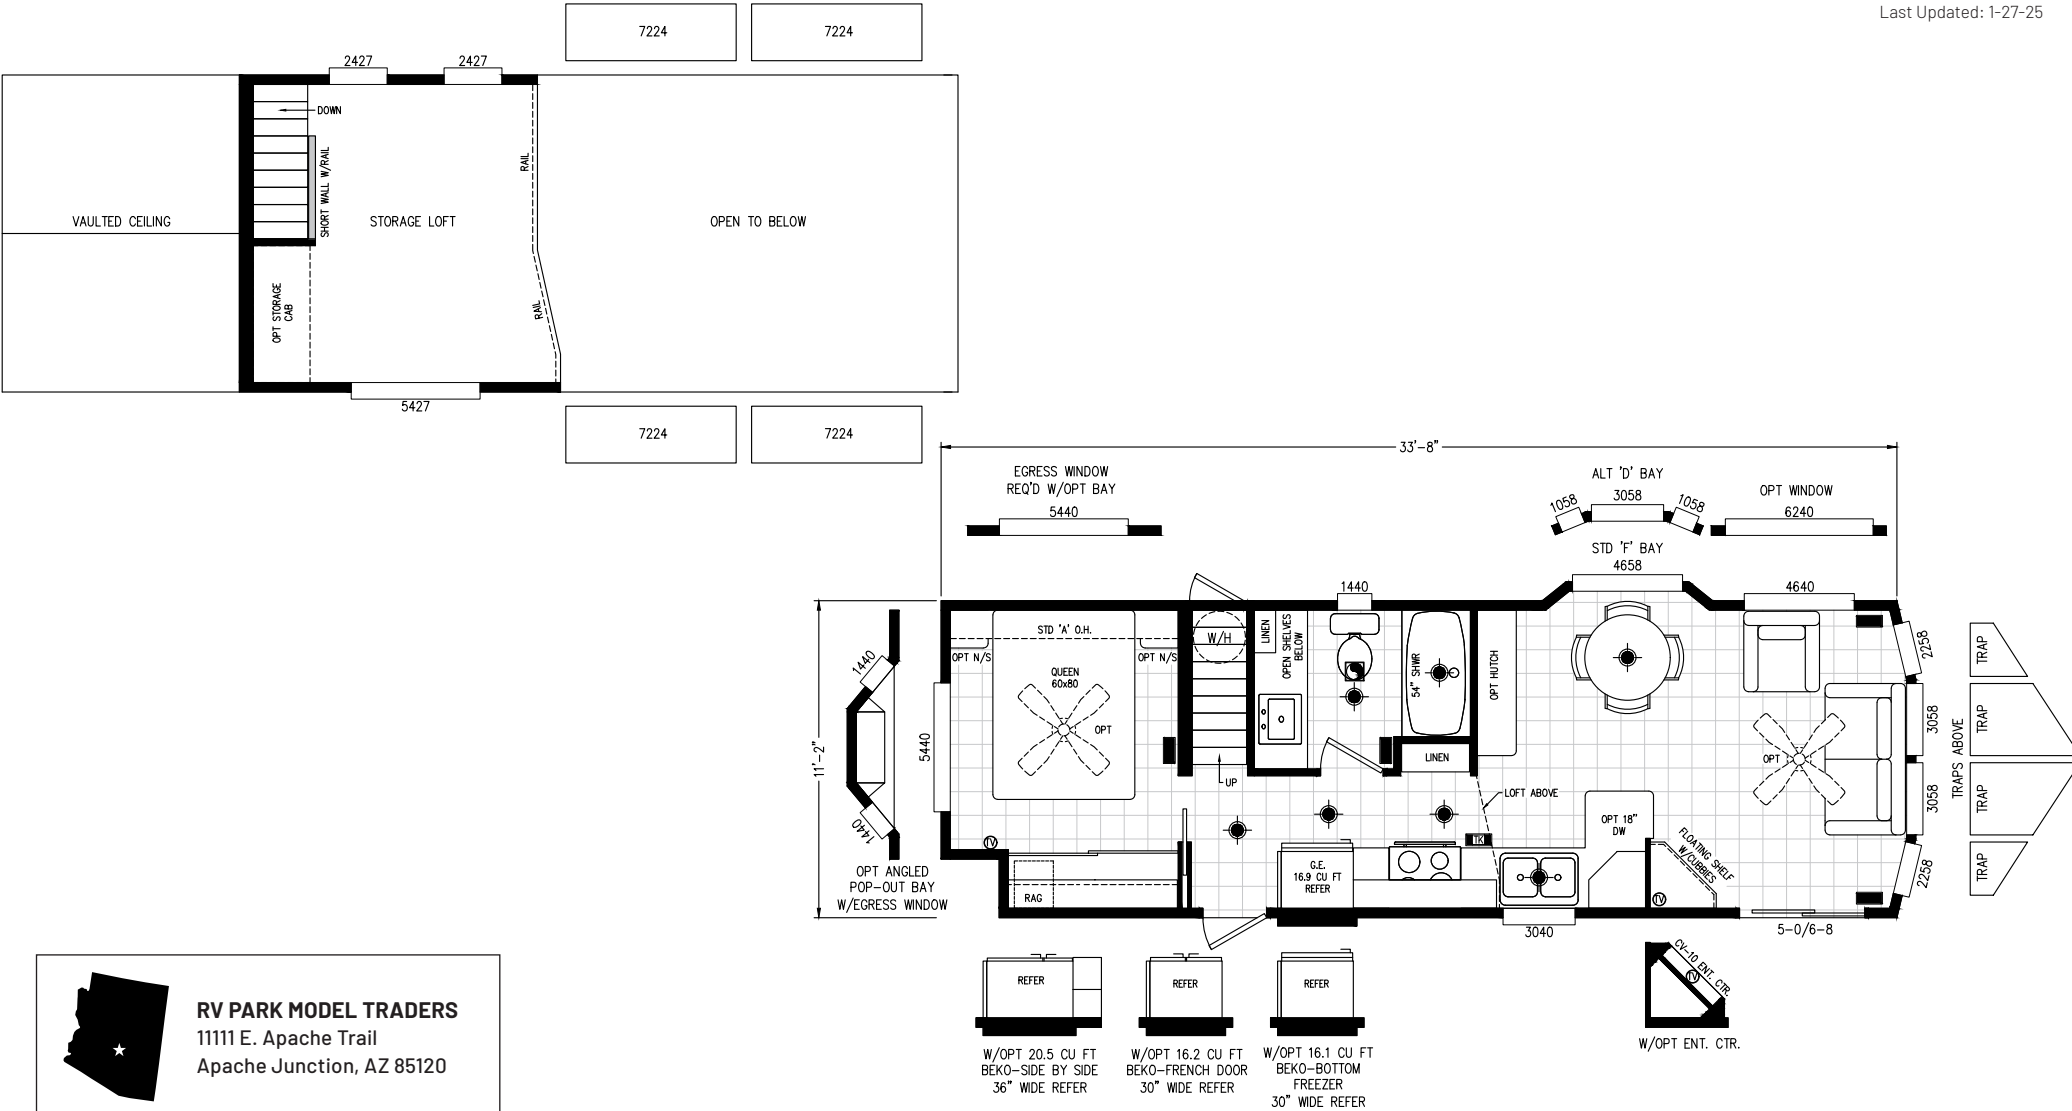 Last Updated: 1-27-25
7224
7224
2427
2427
DOWN
SHORT WALL W/RAIL
RAIL
VAULTED CEILING
STORAGE LOFT
OPEN TO BELOW
OPT STORAGE
CAB
RAIL
5427
7224
7224
33'-8"
EGRESS WINDOW
REQ'D W/OPT BAY
5440
ALT 'D' BAY
1058
3058
1058
OPT WINDOW
6240
STD 'F' BAY
4658
4640
1440
11'-2"
1440
1440
5440
OPT ANGLED
POP-OUT BAY
W/EGRESS WINDOW
STD 'A' O.H.
OPT N/S
OPT N/S
QUEEN
60x80
OPT
TV
RAG
W/H
UP
LINEN
OPEN SHELVES
BELOW
54" SHWR
LINEN
OPT HUTCH
LOFT ABOVE
TK
G.E.
16.9 CU FT
REFER
OPT 18"
DW
FLOATING SHELF
W/CUBBIES
TV
OPT
2258
3058
3058
2258
TRAPS ABOVE
TRAP
TRAP
TRAP
TRAP
3040
5-0/6-8
REFER
W/OPT 20.5 CU FT
BEKO-SIDE BY SIDE
36" WIDE REFER
REFER
W/OPT 16.2 CU FT
BEKO-FRENCH DOOR
30" WIDE REFER
REFER
W/OPT 16.1 CU FT
BEKO-BOTTOM
FREEZER
30" WIDE REFER
CV-10 ENT. CTR.
TV
W/OPT ENT. CTR.
RV PARK MODEL TRADERS
11111 E. Apache Trail
Apache Junction, AZ 85120